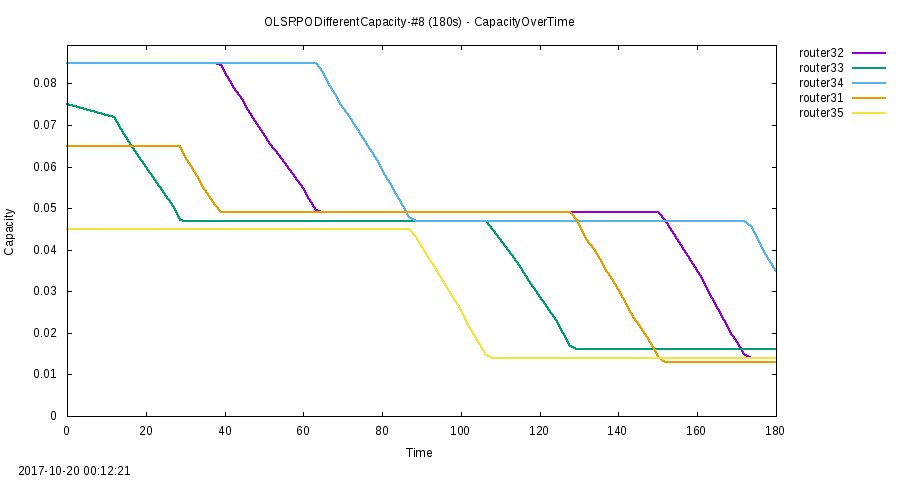 OLSRPODifferentCapacity-#8 (180s) - CapacityOverTime
router32
router33
router34
router31
router35
0.08
0.07
0.06
0.05
0.04
0.03
0.02
0.01
0
Capacity
0 20 40 60 80 100 120 140 160 180
Time
2017-10-20 00:12:21